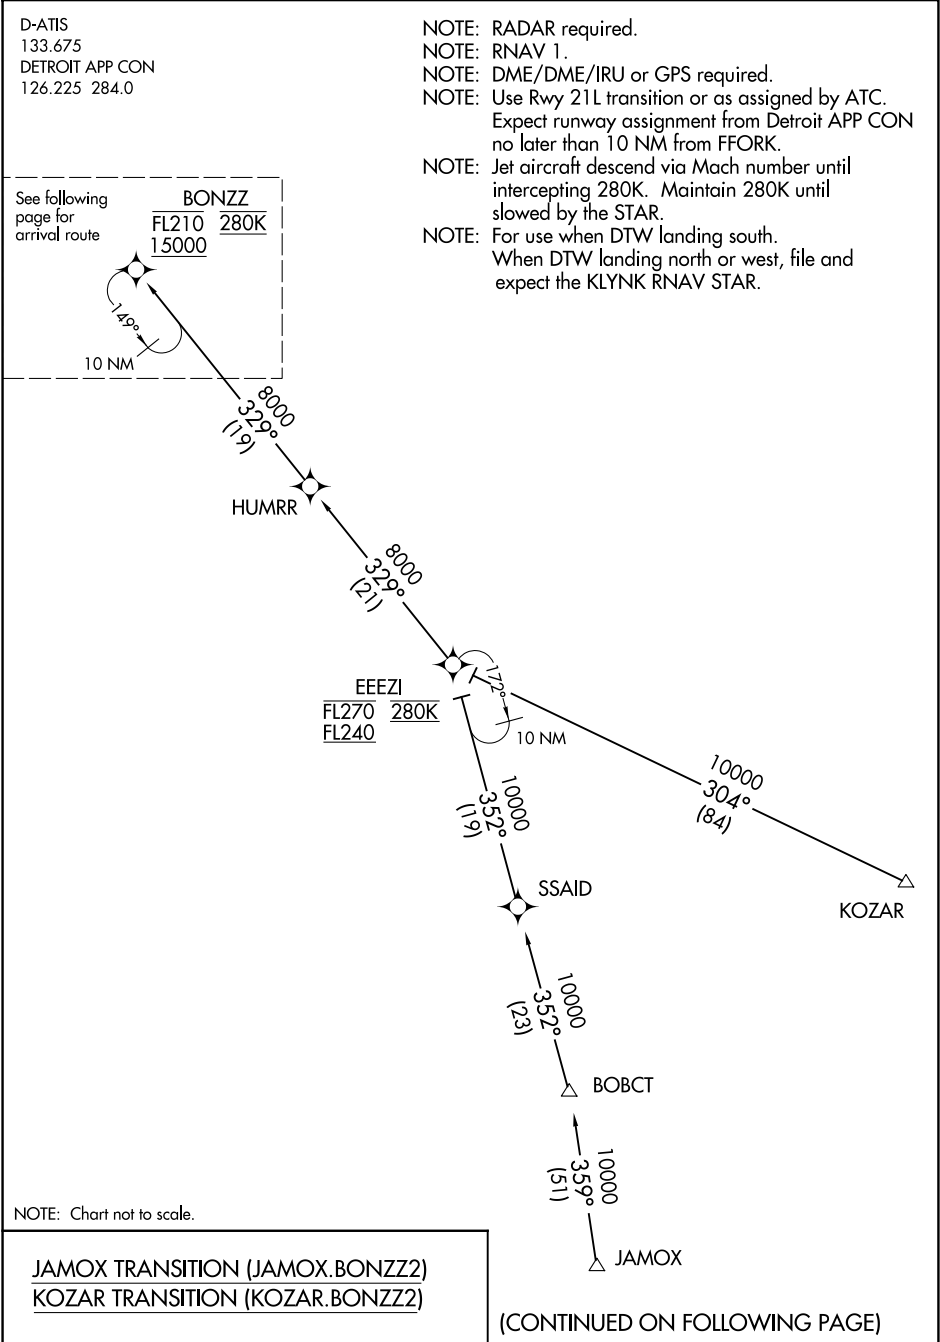 D-ATIS
133.675
DETROIT APP CON
126.225 284.0
NOTE: RADAR required.
NOTE: RNAV 1.
NOTE: DME/DME/IRU or GPS required.
NOTE: Use Rwy 21L transition or as assigned by ATC.
Expect runway assignment from Detroit APP CON
no later than 10 NM from FFORK.
NOTE: Jet aircraft descend via Mach number until
intercepting 280K. Maintain 280K until
slowed by the STAR.
NOTE: For use when DTW landing south.
When DTW landing north or west, file and
expect the KLYNK RNAV STAR.
See following
page for
arrival route
BONZZ
FL210 280K
15000
149°
10 NM
8000
329°
(19)
HUMRR
8000
329°
(21)
EEEZI
FL270 280K
FL240
172°
10 NM
10000
304°
(84)
KOZAR
10000
352°
(19)
SSAID
10000
352°
(23)
BOBCT
10000
359°
(51)
JAMOX
NOTE: Chart not to scale.
JAMOX TRANSITION (JAMOX.BONZZ2)
KOZAR TRANSITION (KOZAR.BONZZ2)
(CONTINUED ON FOLLOWING PAGE)